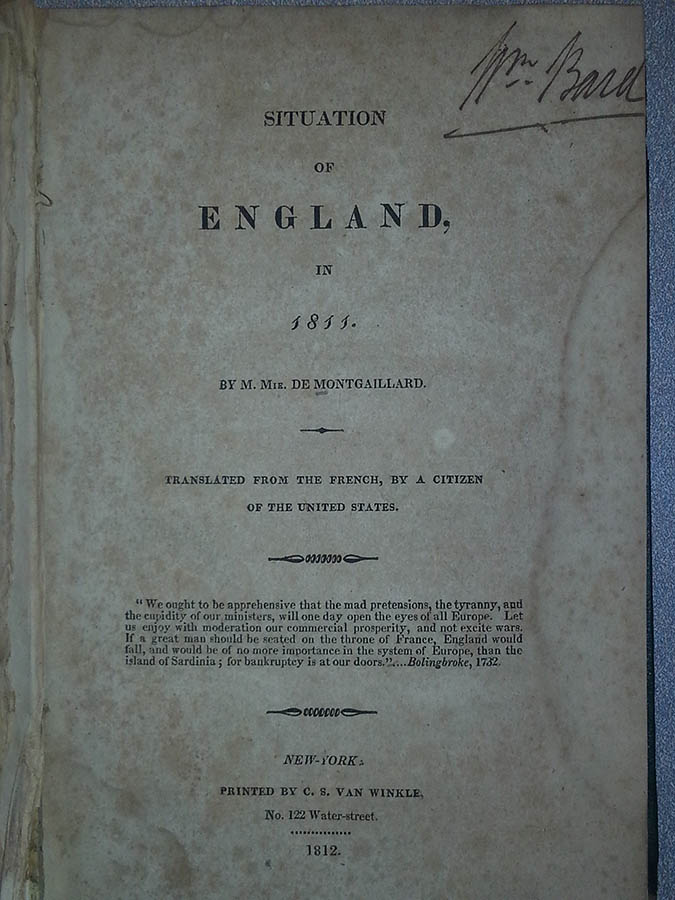 Wm. Bard
SITUATION
OF
ENGLAND,
IN
1811.
BY M. MIR. DE MONTGAILLARD.
TRANSLATED FROM THE FRENCH, BY A CITIZEN
OF THE UNITED STATES.
"We ought to be apprehensive that the mad pretensions, the tyranny, and
the cupidity of our ministers, will one day open the eyes of all Europe. Let
us enjoy with moderation our commercial prosperity, and not excite wars.
If a great man should be seated on the throne of France, England would
fall, and would be of no more importance in the system of Europe, than the
island of Sardinia; for bankruptcy is at our doors."....Bolingbroke, 1732.
NEW-YORK:
PRINTED BY C. S. VAN WINKLE,
No. 122 Water-street.
1812.